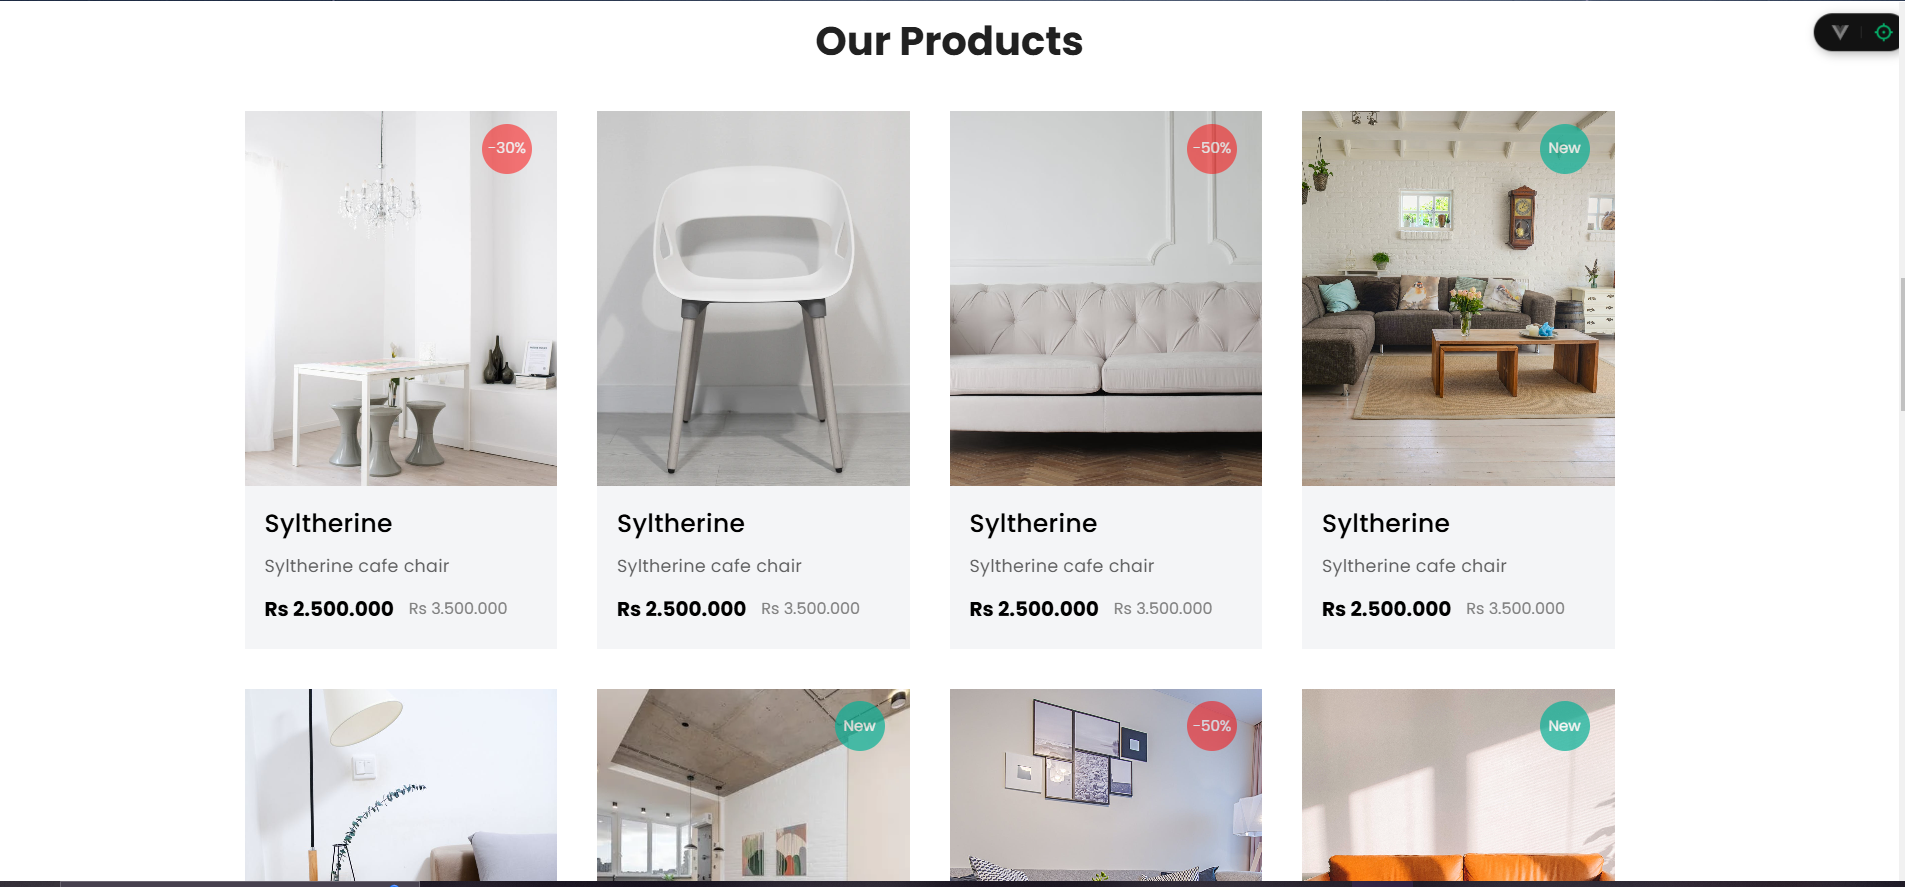 Our Products
-30%
-50%
New
Syltherine
Syltherine cafe chair
Rs 2.500.000 Rs 3.500.000
Syltherine
Syltherine cafe chair
Rs 2.500.000 Rs 3.500.000
Syltherine
Syltherine cafe chair
Rs 2.500.000 Rs 3.500.000
Syltherine
Syltherine cafe chair
Rs 2.500.000 Rs 3.500.000
New
-50%
New